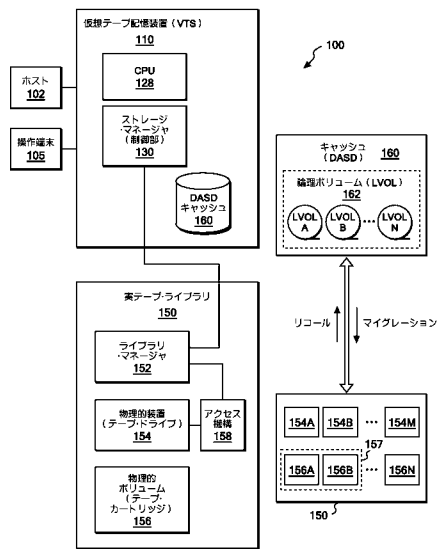 仮想テープ記憶装置(VTS)
110
100
CPU
128
ホスト
102
操作端末
105
ストレージ
・マネージャ
(制御部)
130
DASD
キャッシュ
160
キャッシュ
(DASD)
160
論理ボリューム(LVOL)
162
LVOL
A
LVOL
B
…
LVOL
N
リコール
マイグレーション
実テープ・ライブラリ
150
ライブラリ
・マネージャ
152
物理的装置
(テープ・ドライブ)
154
アクセス
機構
158
物理的
ボリューム
(テープ・
カートリッジ)
156
154A
154B
…
154M
157
156A
156B
…
156N
150